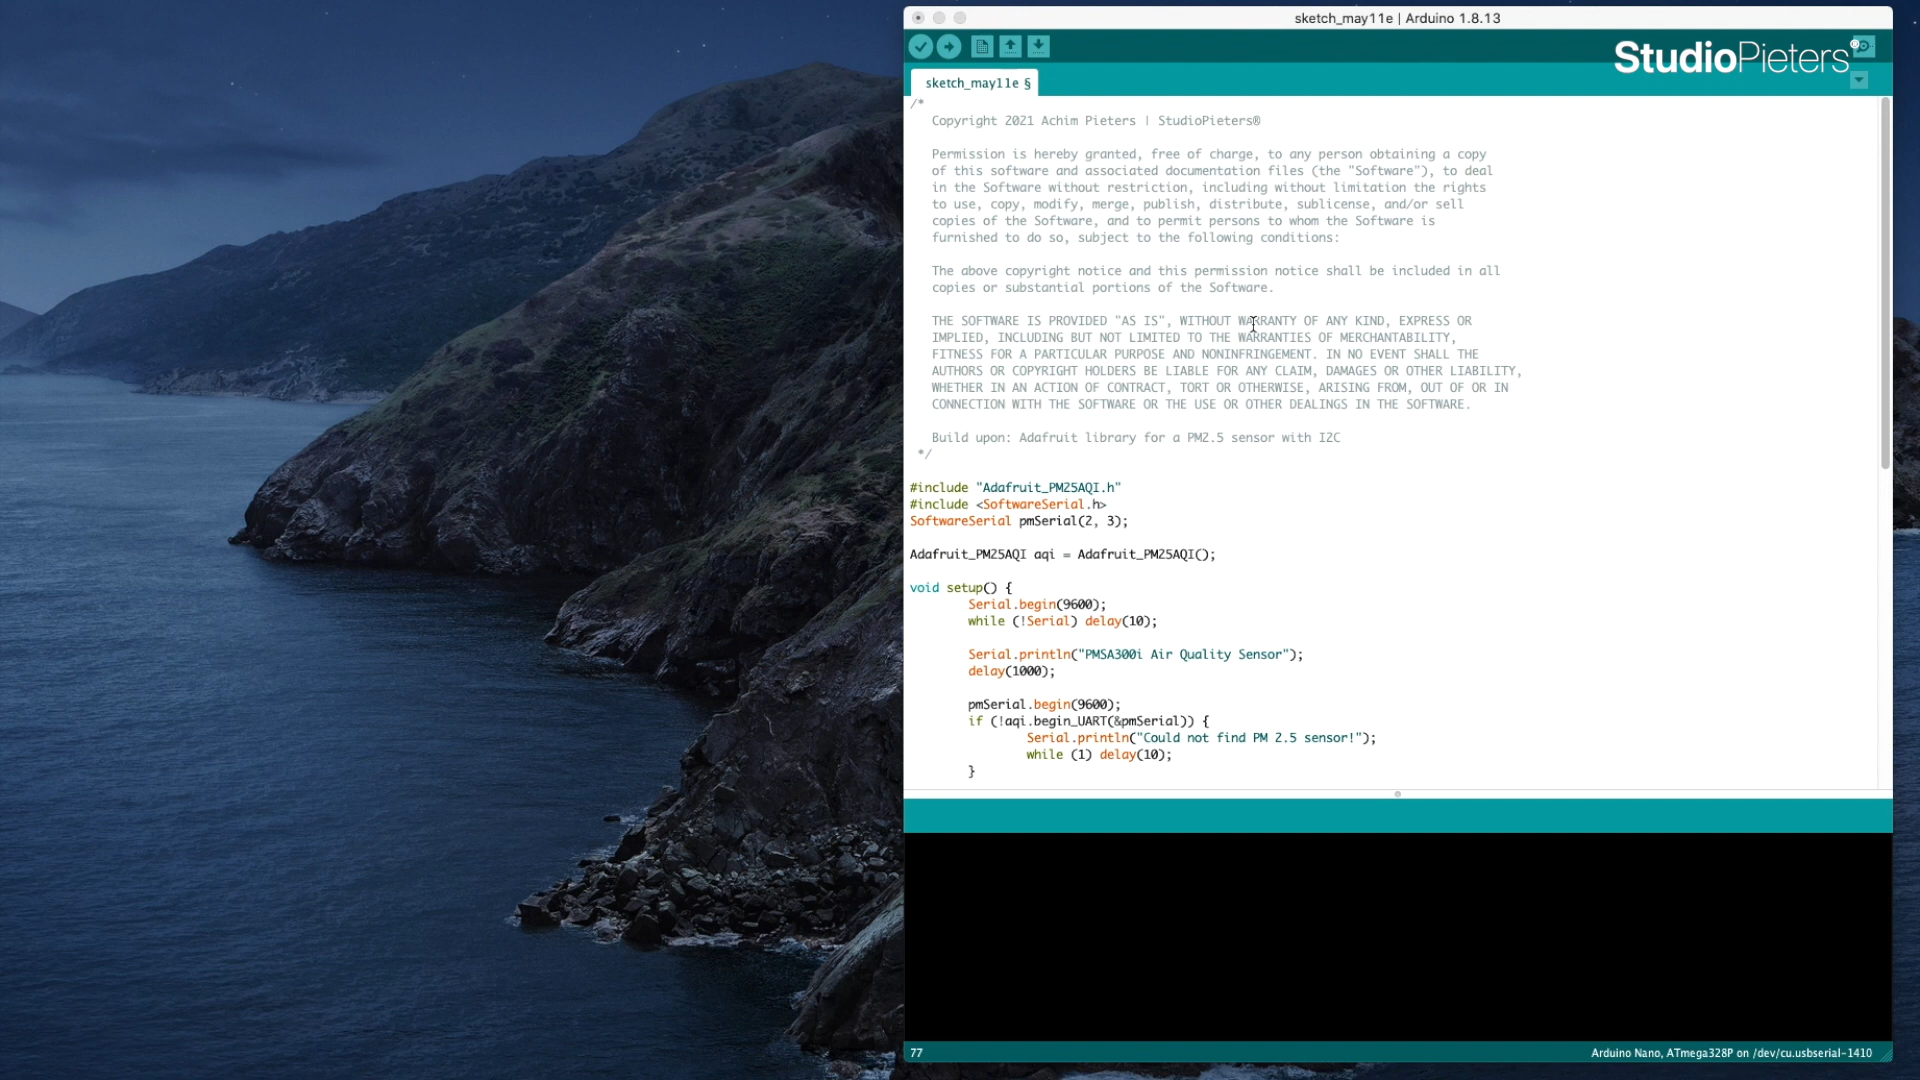 sketch_may11e | Arduino 1.8.13
StudioPieters®
sketch_may11e §
/*
Copyright 2021 Achim Pieters | StudioPieters®
Permission is hereby granted, free of charge, to any person obtaining a copy
of this software and associated documentation files (the "Software"), to deal
in the Software without restriction, including without limitation the rights
to use, copy, modify, merge, publish, distribute, sublicense, and/or sell
copies of the Software, and to permit persons to whom the Software is
furnished to do so, subject to the following conditions:
The above copyright notice and this permission notice shall be included in all
copies or substantial portions of the Software.
THE SOFTWARE IS PROVIDED "AS IS", WITHOUT WARRANTY OF ANY KIND, EXPRESS OR
IMPLIED, INCLUDING BUT NOT LIMITED TO THE WARRANTIES OF MERCHANTABILITY,
FITNESS FOR A PARTICULAR PURPOSE AND NONINFRINGEMENT. IN NO EVENT SHALL THE
AUTHORS OR COPYRIGHT HOLDERS BE LIABLE FOR ANY CLAIM, DAMAGES OR OTHER LIABILITY,
WHETHER IN AN ACTION OF CONTRACT, TORT OR OTHERWISE, ARISING FROM, OUT OF OR IN
CONNECTION WITH THE SOFTWARE OR THE USE OR OTHER DEALINGS IN THE SOFTWARE.
Build upon: Adafruit library for a PM2.5 sensor with I2C
*/
#include "Adafruit_PM25AQI.h"
#include <SoftwareSerial.h>
SoftwareSerial pmSerial(2, 3);
Adafruit_PM25AQI aqi = Adafruit_PM25AQI();
void setup() {
Serial.begin(9600);
while (!Serial) delay(10);
Serial.println("PMSA300i Air Quality Sensor");
delay(1000);
pmSerial.begin(9600);
if (!aqi.begin_UART(&pmSerial)) {
Serial.println("Could not find PM 2.5 sensor!");
while (1) delay(10);
}
77
Arduino Nano, ATmega328P on /dev/cu.usbserial-1410